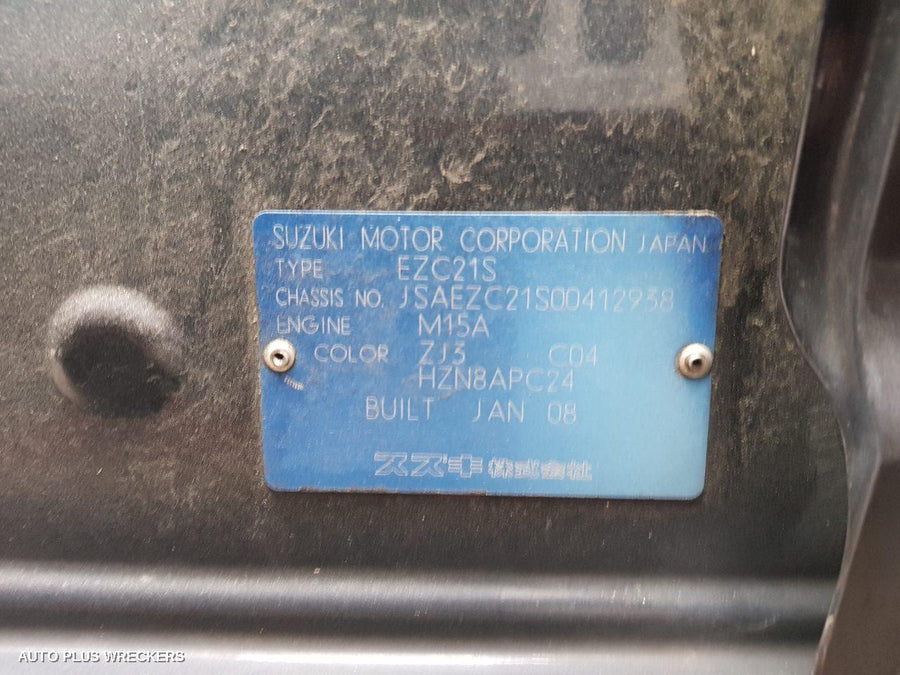 SUZUKI MOTOR CORPORATION JAPAN
TYPE EZC21S
CHASSIS NO. JSAEZC21S00412938
ENGINE M15A
COLOR ZJ3 C04
HZN8APC24
BUILT JAN 08
スズキ株式会社
AUTO PLUS WRECKERS